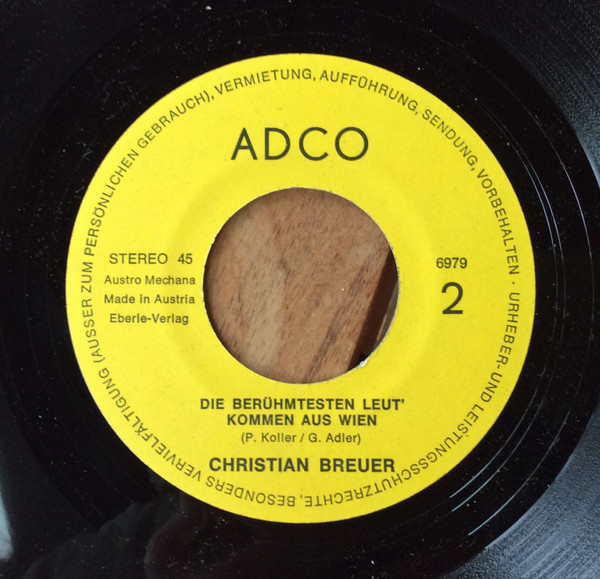 URHEBER-UND LEISTUNGSSCHUTZRECHTE, BESONDERS VERVIELFÄLTIGUNG (AUSSER ZUM PERSÖNLICHEN GEBRAUCH), VERMIETUNG, AUFFÜHRUNG, SENDUNG, VORBEHALTEN ·
ADCO
STEREO 45
Austro Mechana
Made in Austria
Eberle-Verlag
6979
2
DIE BERÜHMTESTEN LEUT'
KOMMEN AUS WIEN
(P. Koller / G. Adler)
CHRISTIAN BREUER